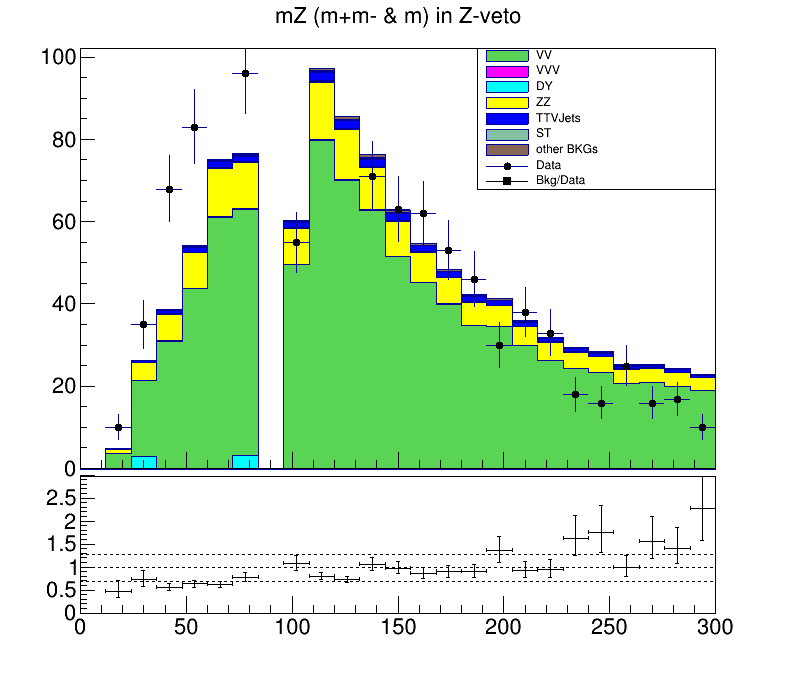 mZ (m+m- & m) in Z-veto
100
80
60
40
20
0
VV
VVV
DY
ZZ
TTVJets
ST
other BKGs
Data
Bkg/Data
2.5
2
1.5
1
0.5
0
0 50 100 150 200 250 300